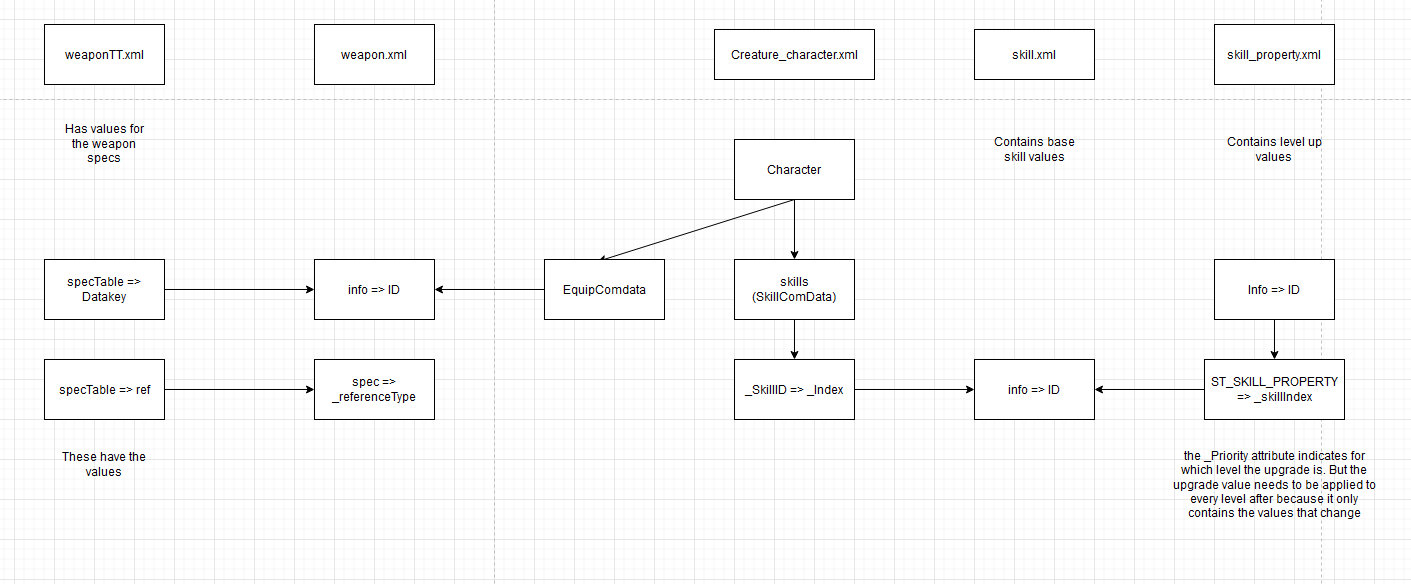 weaponTT.xml
weapon.xml
Creature_character.xml
skill.xml
skill_property.xml
Has values for
the weapon
specs
Contains base
skill values
Contains level up
values
Character
specTable =>
Datakey
info => ID
EquipComdata
skills
(SkillComData)
Info => ID
specTable => ref
spec =>
_referenceType
_SkillID => _Index
info => ID
ST_SKILL_PROPERTY
=> _skillIndex
These have the
values
the _Priority attribute indicates for
which level the upgrade is. But the
upgrade value needs to be applied to
every level after because it only
contains the values that change